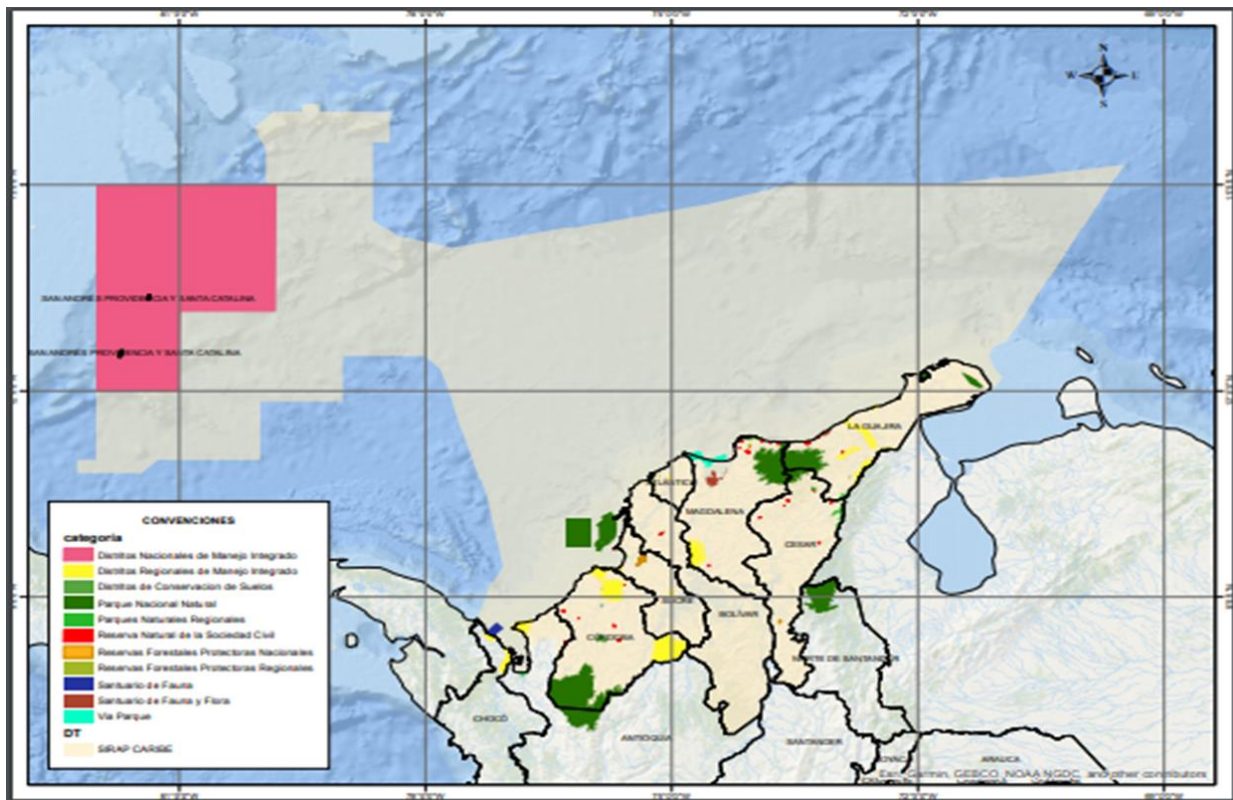 N
W E
S
SAN ANDRES PROVIDENCIA Y SANTA CATALINA
SAN ANDRES PROVIDENCIA Y SANTA CATALINA
LA GUAJIRA
MAGDALENA
CESAR
SUCRE
BOLÍVAR
CÓRDOBA
NORTE DE SANTANDER
CHOCÓ
ANTIOQUIA
SANTANDER
ARAUCA
CONVENCIONES
categoria
Distritos Nacionales de Manejo Integrado
Distritos Regionales de Manejo Integrado
Distritos de Conservacion de Suelos
Parque Nacional Natural
Parques Naturales Regionales
Reserva Natural de la Sociedad Civil
Reservas Forestales Protectoras Nacionales
Reservas Forestales Protectoras Regionales
Santuario de Fauna
Santuario de Fauna y Flora
Via Parque
DT
SIRAP CARIBE
Esri, Garmin, GEBCO, NOAA NGDC, and other contributors